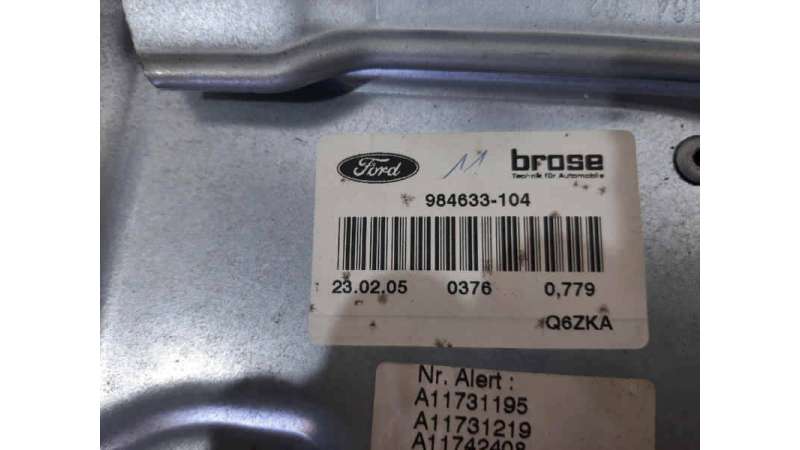 Ford
11
brose
Technik für Automobile
984633-104
23.02.05 0376 0,779
Q6ZKA
Nr. Alert :
A11731195
A11731219
A11742408